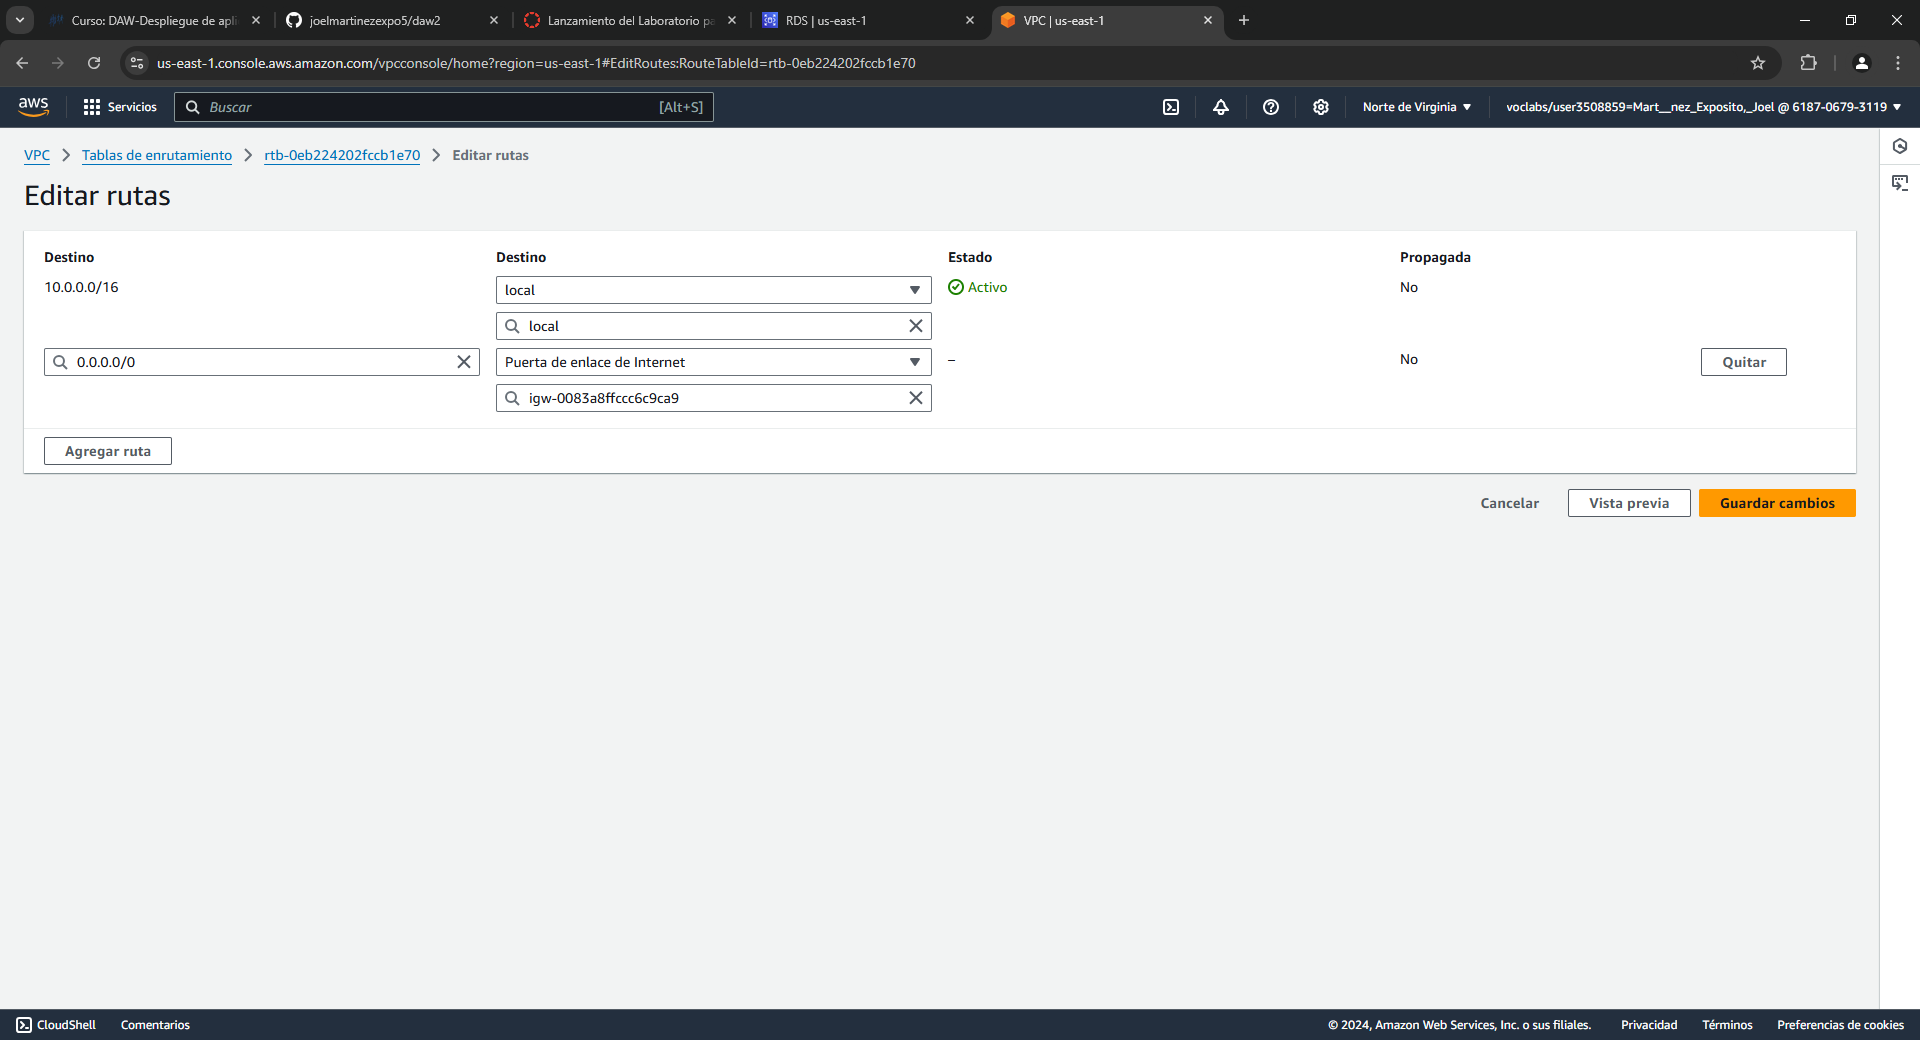 Curso: DAW-Despliegue de apli
joelmartinezexpo5/daw2
Lanzamiento del Laboratorio pa
RDS | us-east-1
VPC | us-east-1
us-east-1.console.aws.amazon.com/vpcconsole/home?region=us-east-1#EditRoutes:RouteTableId=rtb-0eb224202fccb1e70
aws
Servicios
Buscar
[Alt+S]
Norte de Virginia
voclabs/user3508859=Mart__nez_Exposito,_Joel @ 6187-0679-3119
VPC
Tablas de enrutamiento
rtb-0eb224202fccb1e70
Editar rutas
Editar rutas
Destino
Destino
Estado
Propagada
10.0.0.0/16
local
Activo
No
local
0.0.0.0/0
Puerta de enlace de Internet
–
No
Quitar
igw-0083a8ffccc6c9ca9
Agregar ruta
Cancelar
Vista previa
Guardar cambios
CloudShell
Comentarios
© 2024, Amazon Web Services, Inc. o sus filiales.
Privacidad
Términos
Preferencias de cookies